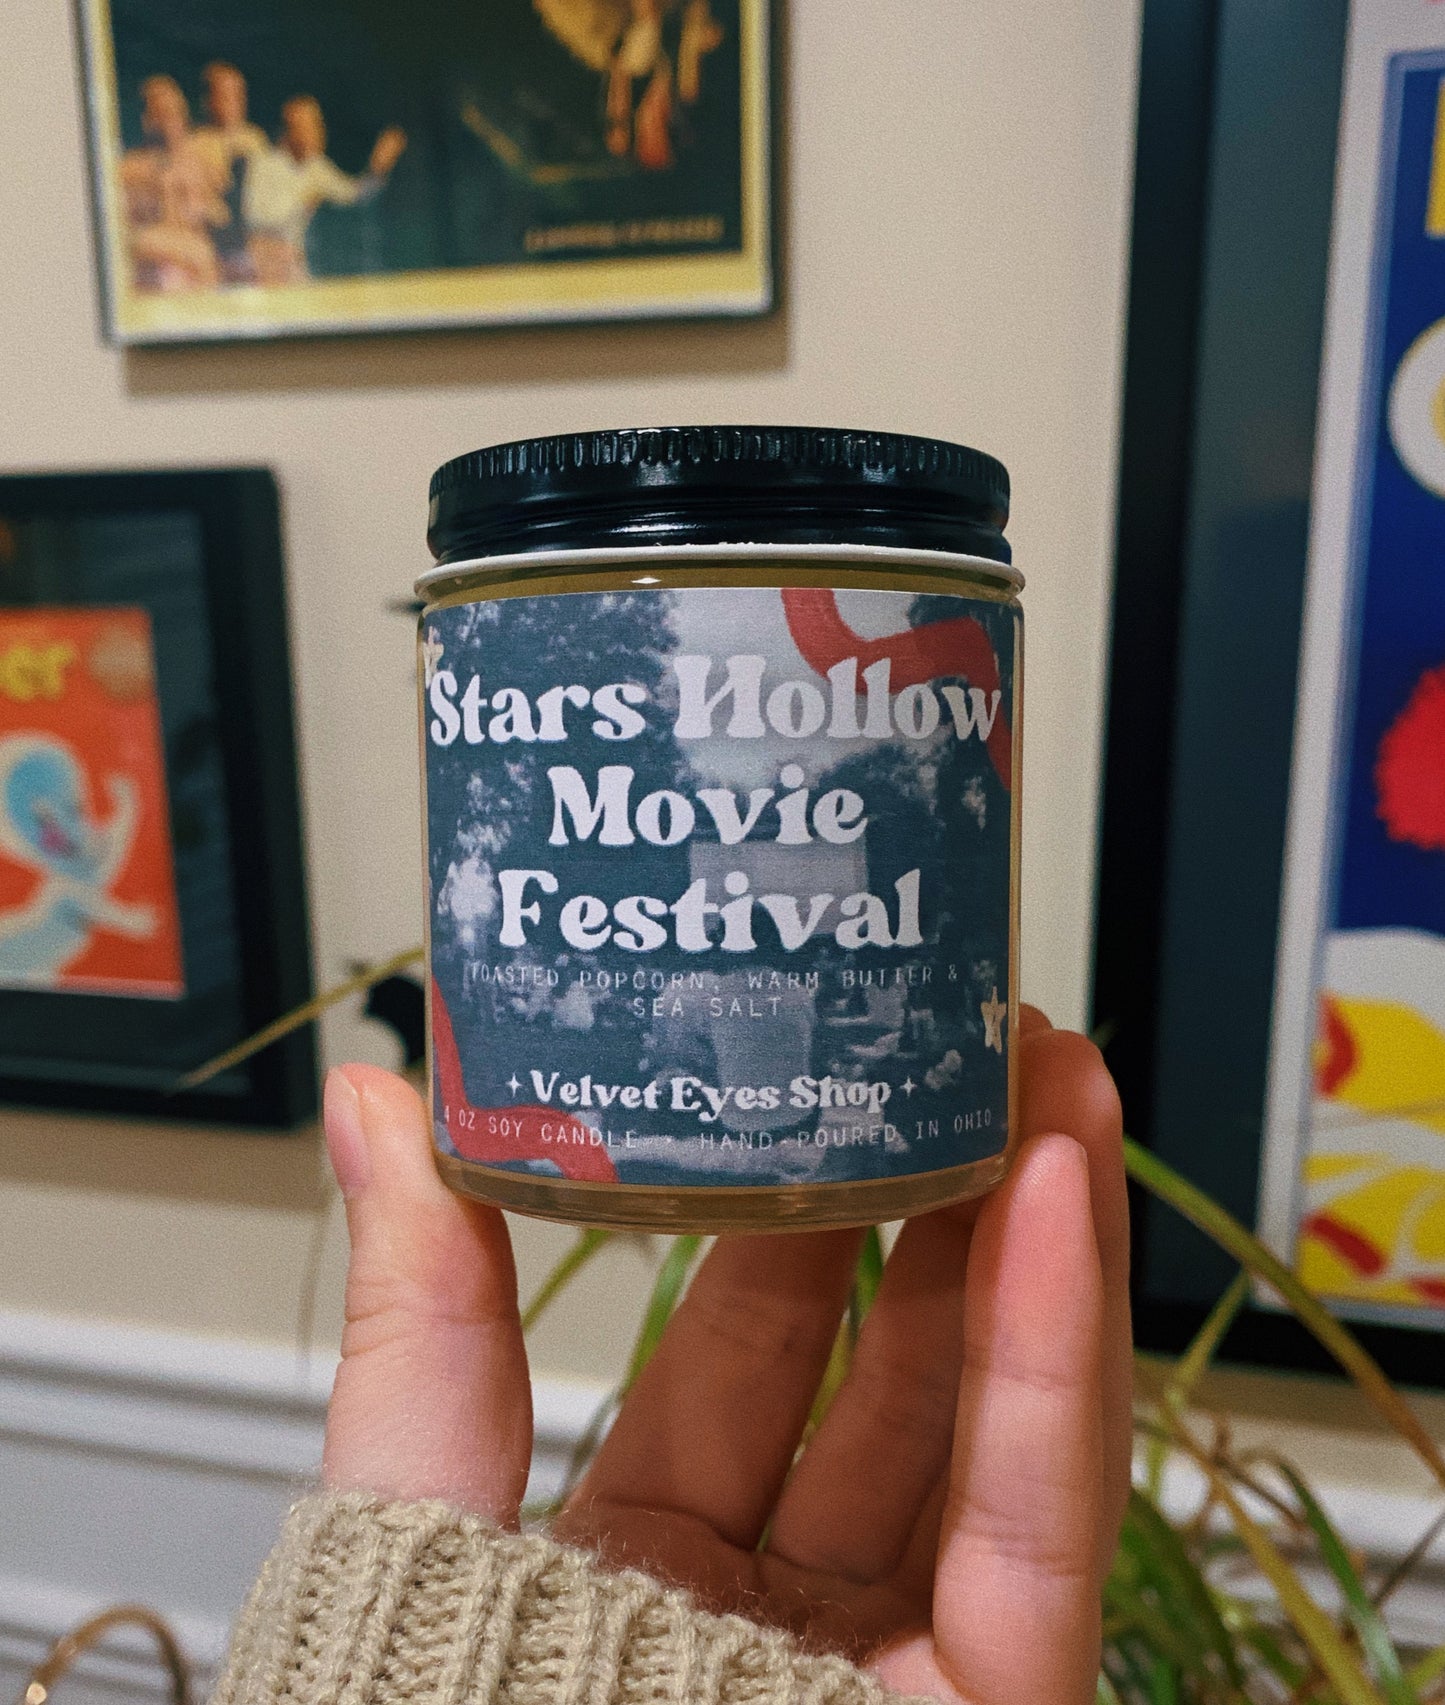 Stars Hollow
Movie
Festival
TOASTED POPCORN, WARM BUTTER &
SEA SALT
Velvet Eyes Shop
4 OZ SOY CANDLE • HAND-POURED IN OHIO